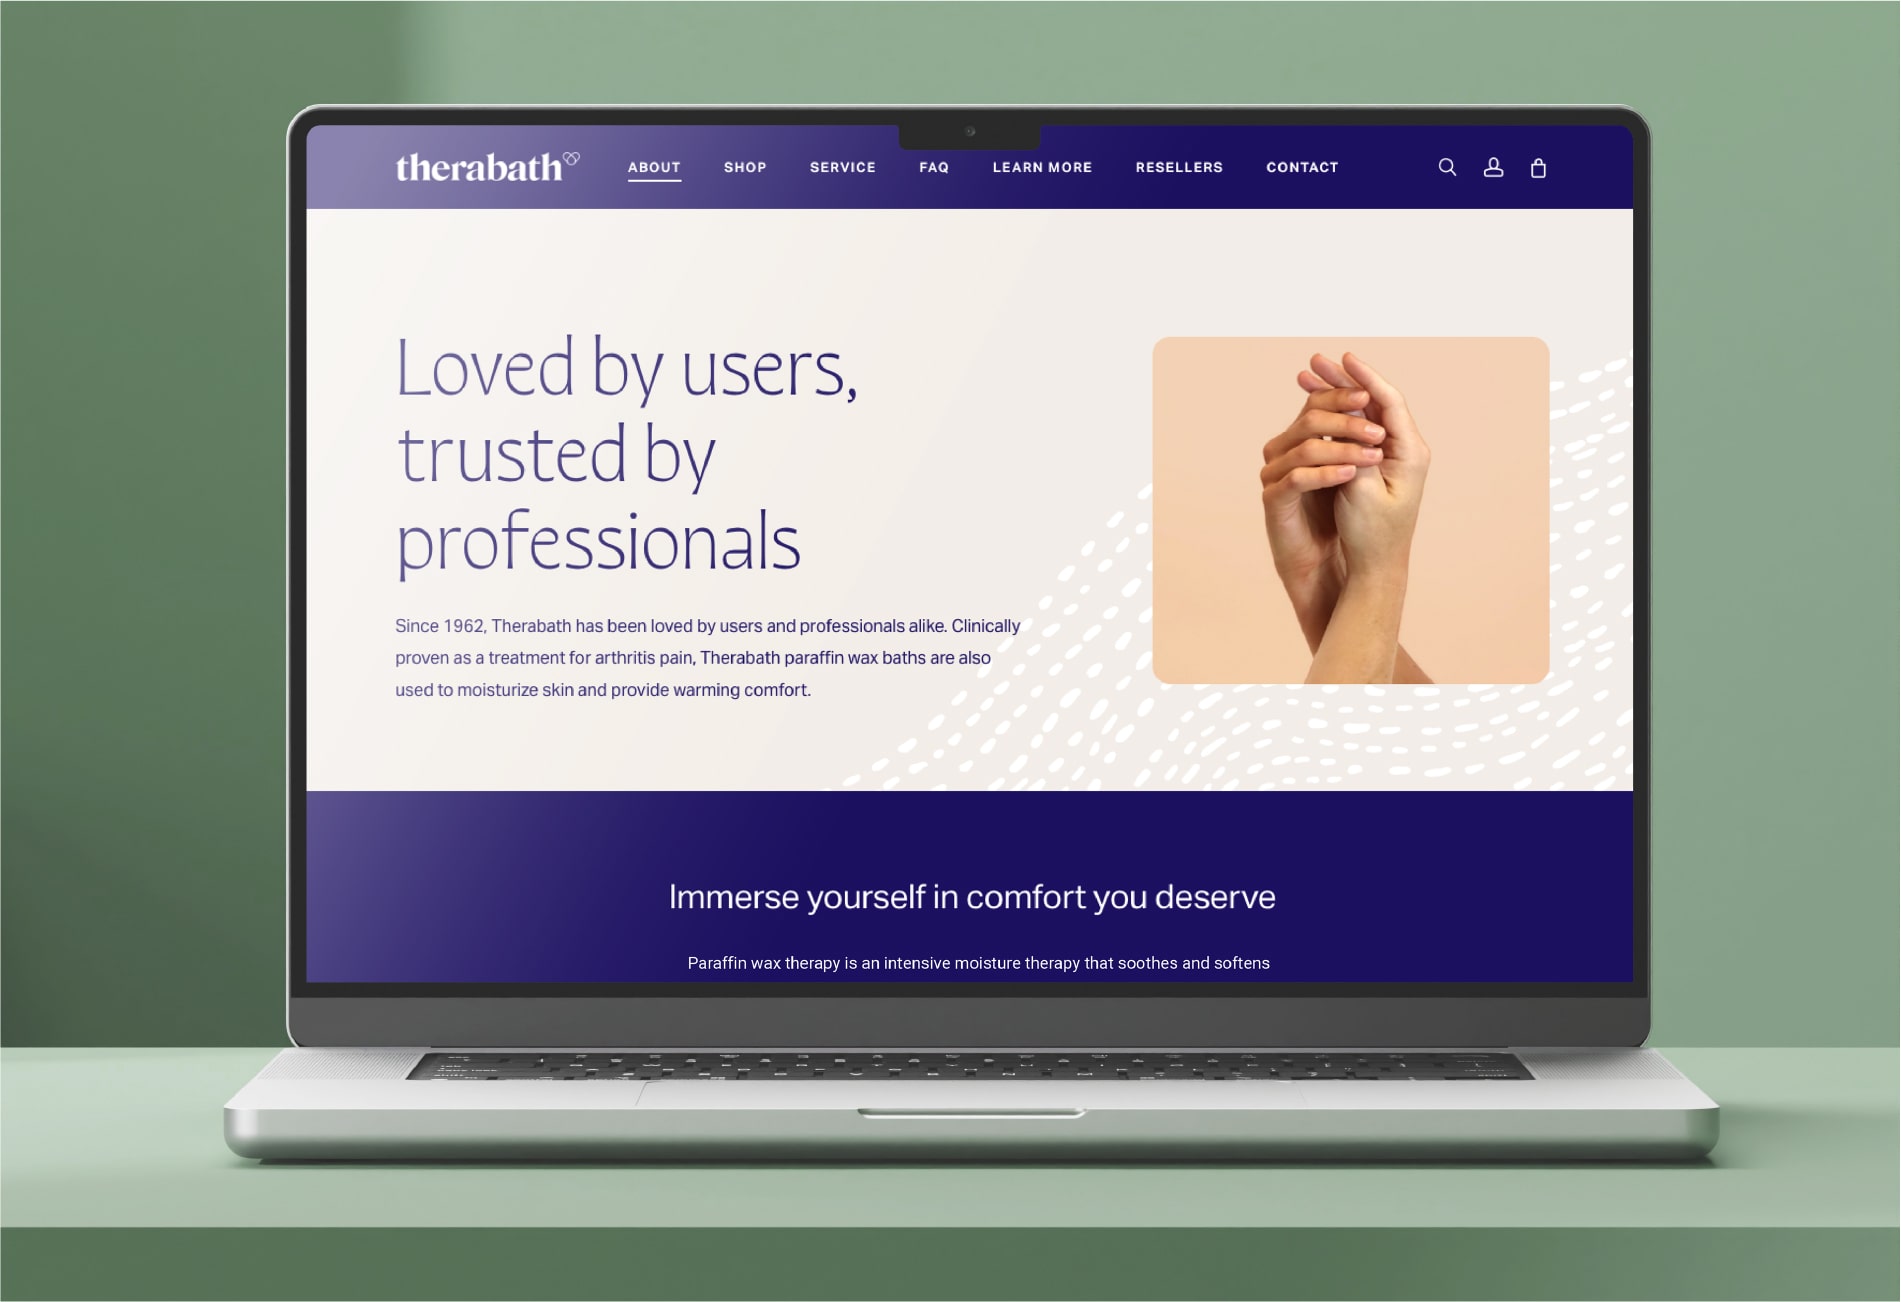 therabath
ABOUT SHOP SERVICE FAQ LEARN MORE RESELLERS CONTACT
Loved by users,
trusted by
professionals
Since 1962, Therabath has been loved by users and professionals alike. Clinically
proven as a treatment for arthritis pain, Therabath paraffin wax baths are also
used to moisturize skin and provide warming comfort.
Immerse yourself in comfort you deserve
Paraffin wax therapy is an intensive moisture therapy that soothes and softens